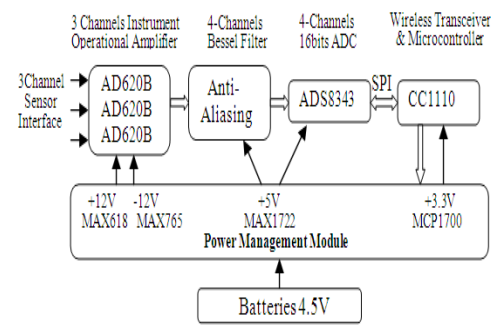 3 Channels Instrument
Operational Amplifier
4-Channels
Bessel Filter
4-Channels
16bits ADC
Wireless Transceiver
& Microcontroller
3Channel
Sensor
Interface
AD620B
AD620B
AD620B
Anti-
Aliasing
ADS8343
SPI
CC1110
+12V
MAX618
-12V
MAX765
+5V
MAX1722
+3.3V
MCP1700
Power Management Module
Batteries 4.5V